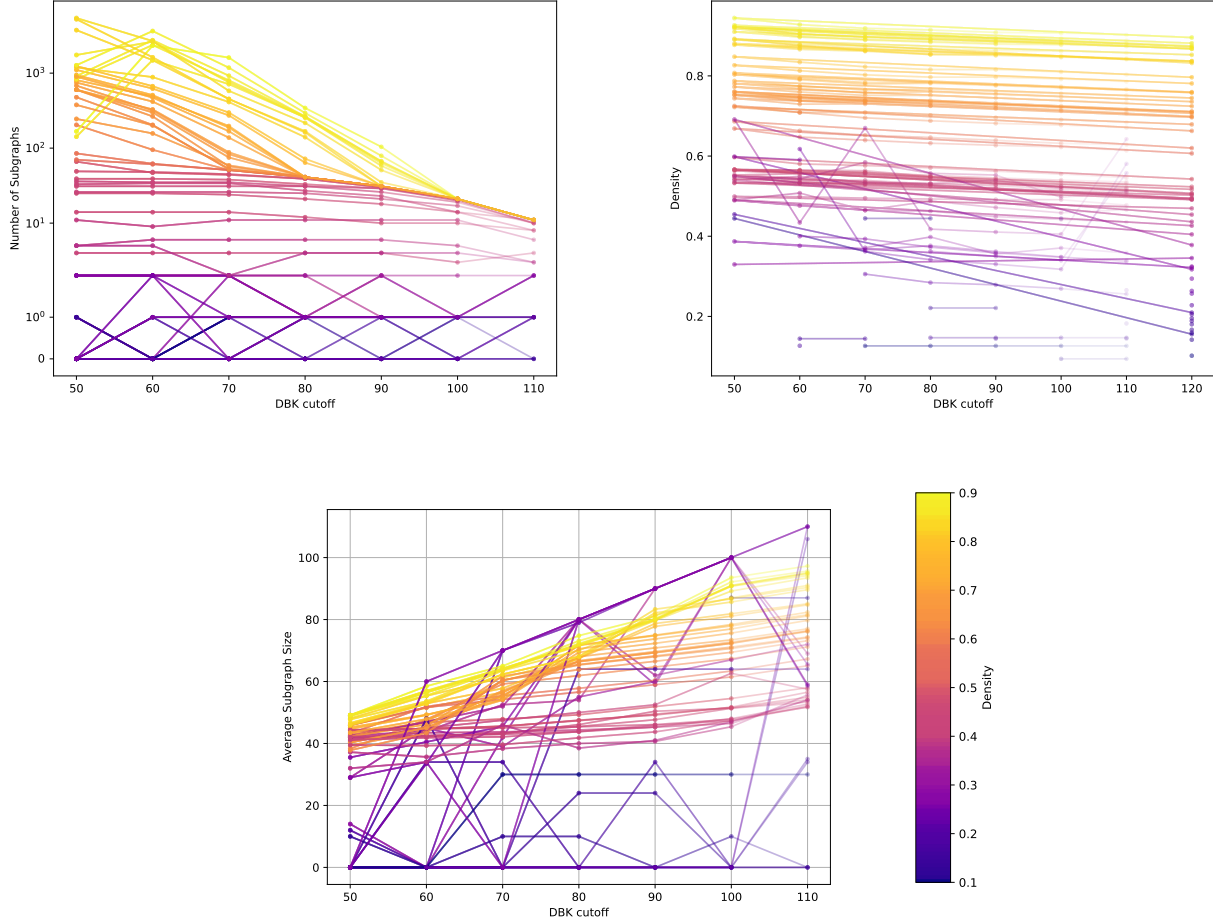 Number of Subgraphs
10³
10²
10¹
10⁰
0
50 60 70 80 90 100 110
DBK cutoff
Density
0.8
0.6
0.4
0.2
50 60 70 80 90 100 110 120
DBK cutoff
Average Subgraph Size
100
80
60
40
20
0
50 60 70 80 90 100 110
DBK cutoff
0.9
0.8
0.7
0.6
0.5
0.4
0.3
0.2
0.1
Density